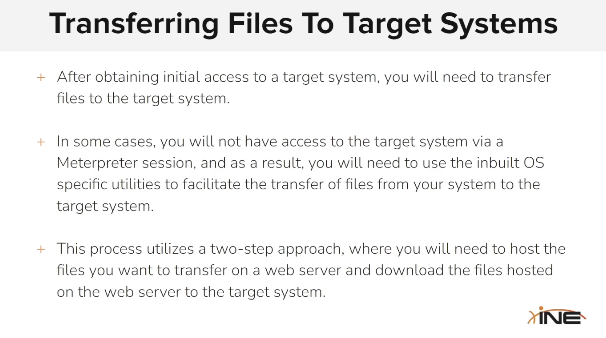 Transferring Files To Target Systems
+ After obtaining initial access to a target system, you will need to transfer
files to the target system.
+ In some cases, you will not have access to the target system via a
Meterpreter session, and as a result, you will need to use the inbuilt OS
specific utilities to facilitate the transfer of files from your system to the
target system.
+ This process utilizes a two-step approach, where you will need to host the
files you want to transfer on a web server and download the files hosted
on the web server to the target system.
INE